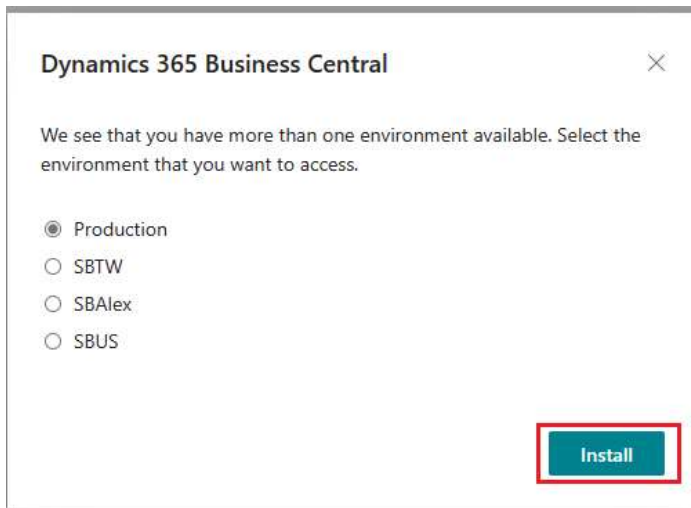 Dynamics 365 Business Central
We see that you have more than one environment available. Select the
environment that you want to access.
Production
SBTW
SBAlex
SBUS
Install